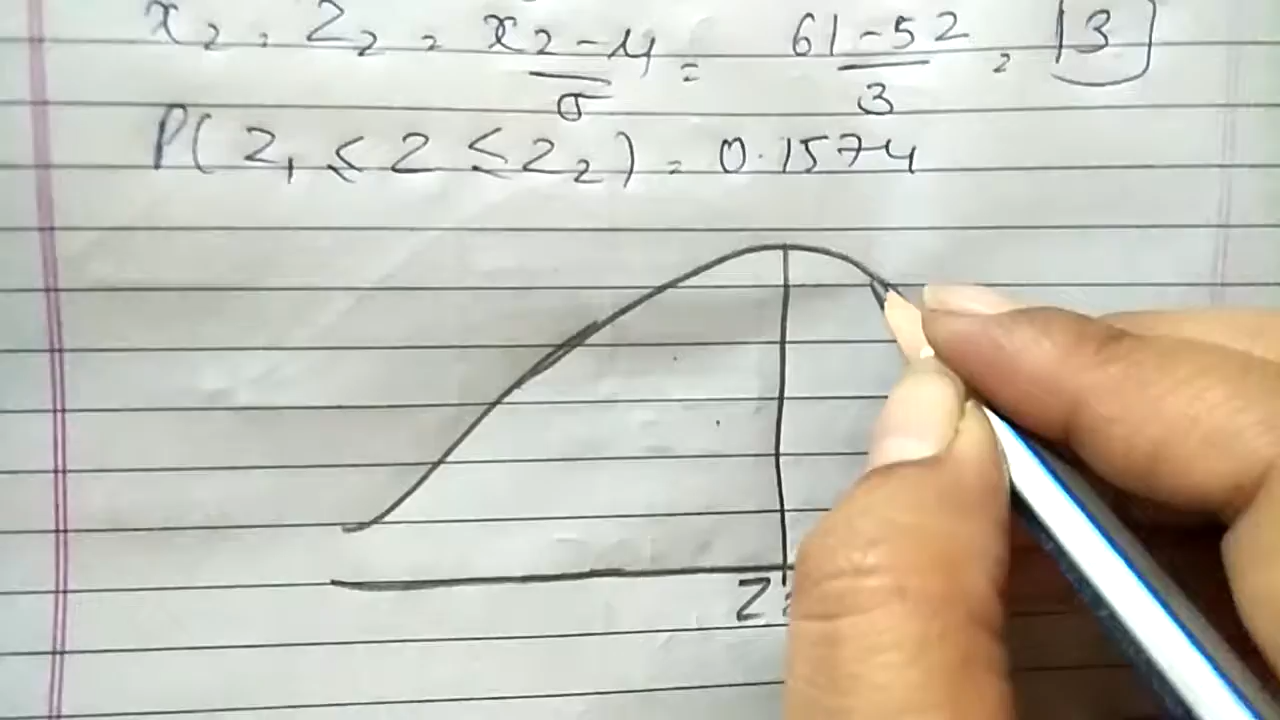 x2, Z2 = x2-μ/σ = 61-52/3 = 3
P(Z1 ≤ Z ≤ Z2) = 0.1574
Z